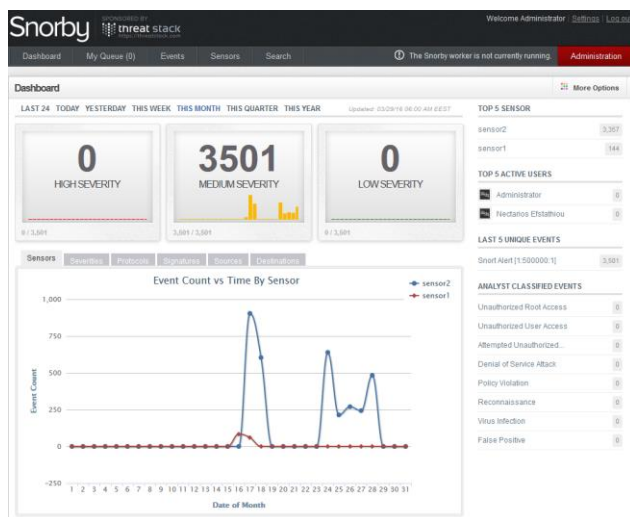 Snorby
SPONSORED BY
threat stack
Welcome Administrator | Settings | Log ou
Dashboard My Queue (0) Events Sensors Search
The Snorby worker is not currently running.
Administration
Dashboard
More Options
LAST 24 TODAY YESTERDAY THIS WEEK THIS MONTH THIS QUARTER THIS YEAR
Updated: 03/29/16 06:00 AM EEST
0
HIGH SEVERITY
0 / 3,501
3501
MEDIUM SEVERITY
3,501 / 3,501
0
LOW SEVERITY
0 / 3,501
Sensors Severities Protocols Signatures Sources Destinations
Event Count vs Time By Sensor
sensor2
sensor1
Event Count
1,000
750
500
250
0
-250
1 2 3 4 5 6 7 8 9 10 11 12 13 14 15 16 17 18 19 20 21 22 23 24 25 26 27 28 29 30 31
Date of Month
TOP 5 SENSOR
sensor2 3,357
sensor1 144
TOP 5 ACTIVE USERS
Administrator 0
Nectarios Efstathiou 0
LAST 5 UNIQUE EVENTS
Snort Alert [1:500000:1] 3,501
ANALYST CLASSIFIED EVENTS
Unauthorized Root Access 0
Unauthorized User Access 0
Attempted Unauthorized... 0
Denial of Service Attack 0
Policy Violation 0
Reconnaissance 0
Virus Infection 0
False Positive 0